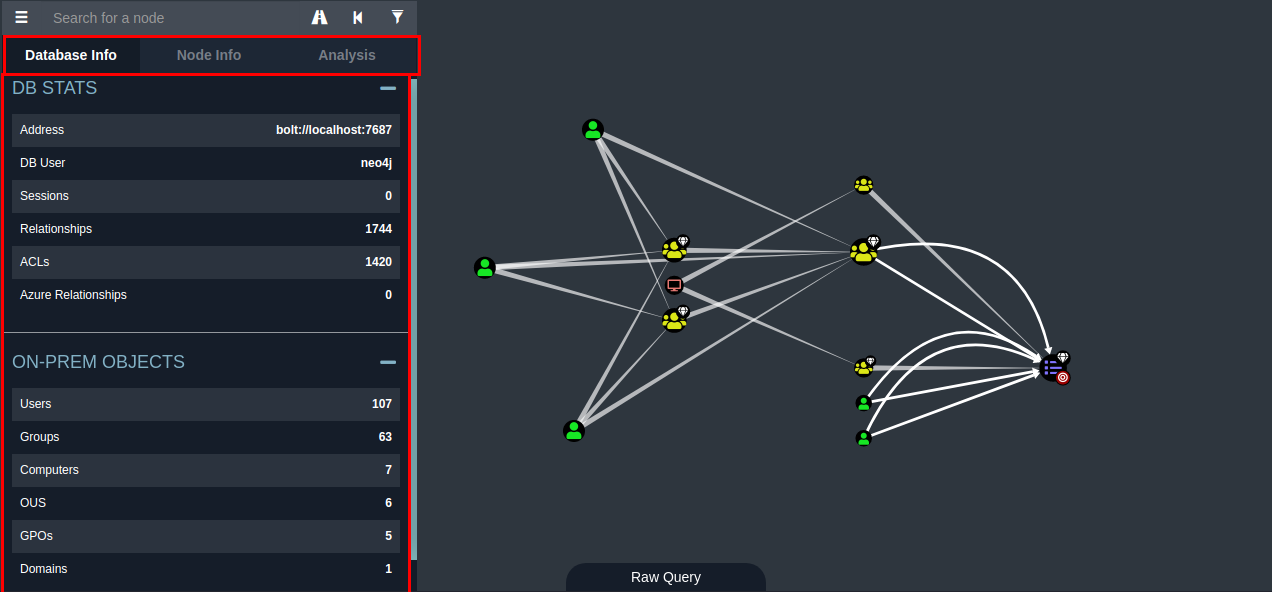 Search for a node
Database Info Node Info Analysis
DB STATS
Address bolt://localhost:7687
DB User neo4j
Sessions 0
Relationships 1744
ACLs 1420
Azure Relationships 0
ON-PREM OBJECTS
Users 107
Groups 63
Computers 7
OUS 6
GPOs 5
Domains 1
Raw Query